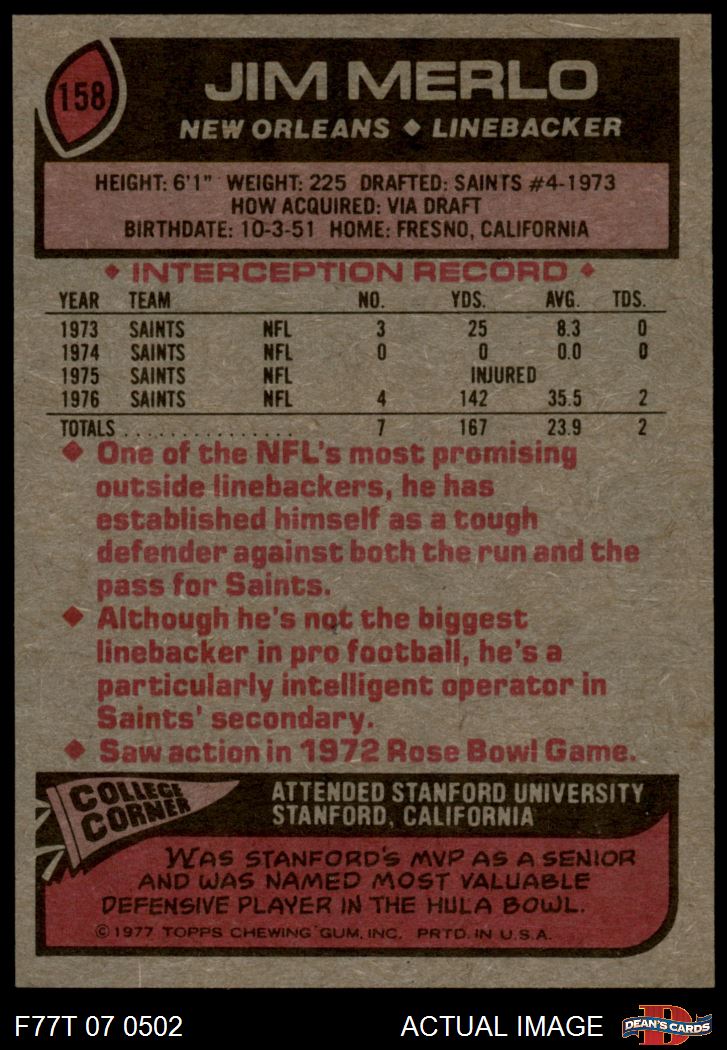 158
JIM MERLO
NEW ORLEANS ◆ LINEBACKER
HEIGHT: 6'1" WEIGHT: 225 DRAFTED: SAINTS #4-1973
HOW ACQUIRED: VIA DRAFT
BIRTHDATE: 10-3-51 HOME: FRESNO, CALIFORNIA
◆ INTERCEPTION RECORD ◆
YEAR TEAM NO. YDS. AVG. TDS.
1973 SAINTS NFL 3 25 8.3 0
1974 SAINTS NFL 0 0 0.0 0
1975 SAINTS NFL INJURED
1976 SAINTS NFL 4 142 35.5 2
TOTALS . . . . . . . . . . . . . . . 7 167 23.9 2
◆ One of the NFL's most promising
outside linebackers, he has
established himself as a tough
defender against both the run and the
pass for Saints.
◆ Although he's not the biggest
linebacker in pro football, he's a
particularly intelligent operator in
Saints' secondary.
◆ Saw action in 1972 Rose Bowl Game.
COLLEGE
CORNER
ATTENDED STANFORD UNIVERSITY
STANFORD, CALIFORNIA
WAS STANFORD'S MVP AS A SENIOR
AND WAS NAMED MOST VALUABLE
DEFENSIVE PLAYER IN THE HULA BOWL.
© 1977 TOPPS CHEWING GUM, INC. PRTD. IN U.S.A.
F77T 07 0502 ACTUAL IMAGE
D
DEAN'S CARDS